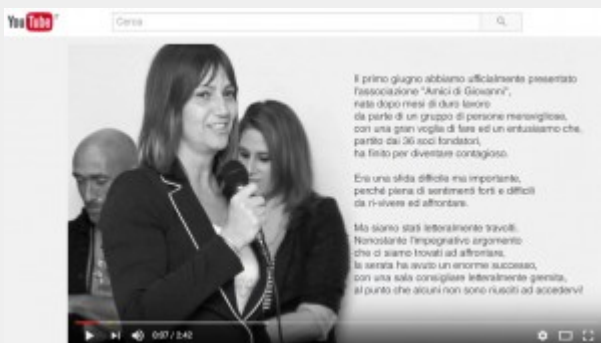 You Tube
Cerca
Il primo giugno abbiamo ufficialmente presentato
l'associazione "Amici di Giovanni",
nata dopo mesi di duro lavoro
da parte di un gruppo di persone meravigliose,
con una gran voglia di fare ed un entusiasmo che,
partito dai 36 soci fondatori,
ha finito per diventare contagioso.
Era una sfida difficile ma importante,
perché piena di sentimenti forti e difficili
da ri-vivere ed affrontare.
Ma siamo stati letteralmente travolti.
Nonostante l'impegnativo argomento
che ci siamo trovati ad affrontare,
la serata ha avuto un enorme successo,
con una sala consigliare letteralmente gremita,
al punto che alcuni non sono riusciti ad accedervi!
0:07 / 2:42